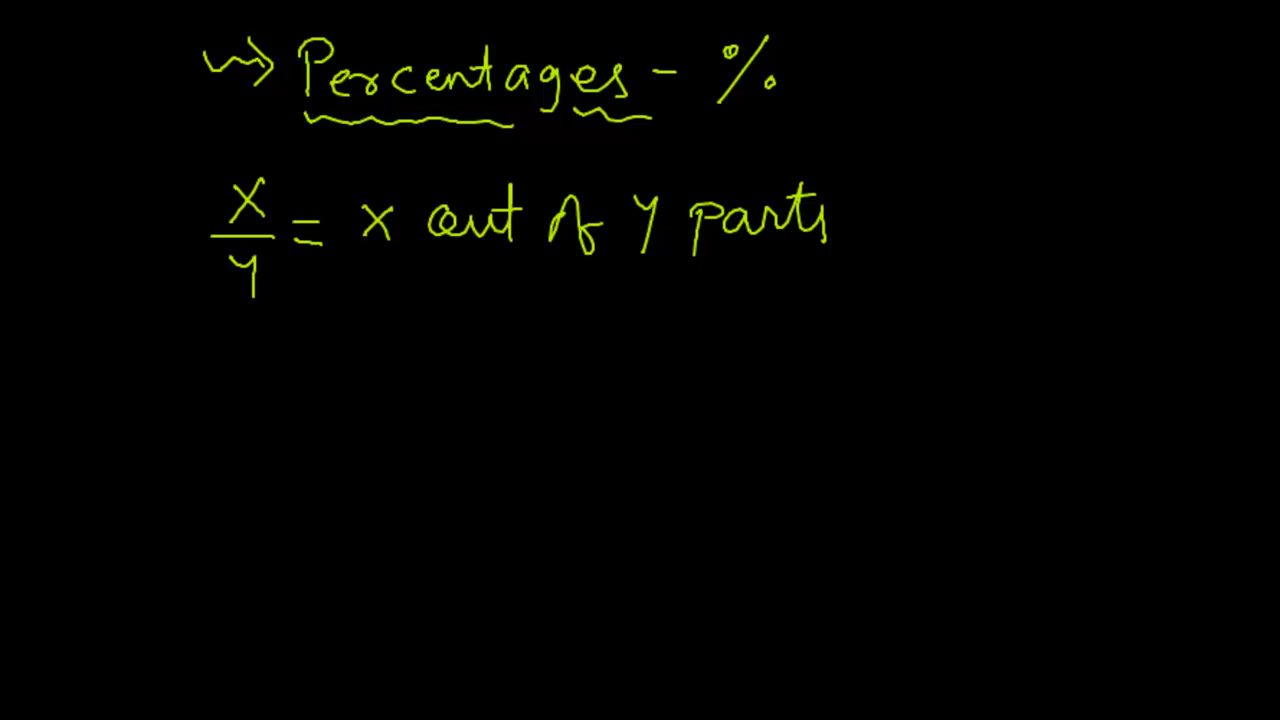 ⇝ Percentages - %
X/Y = x out of Y parts